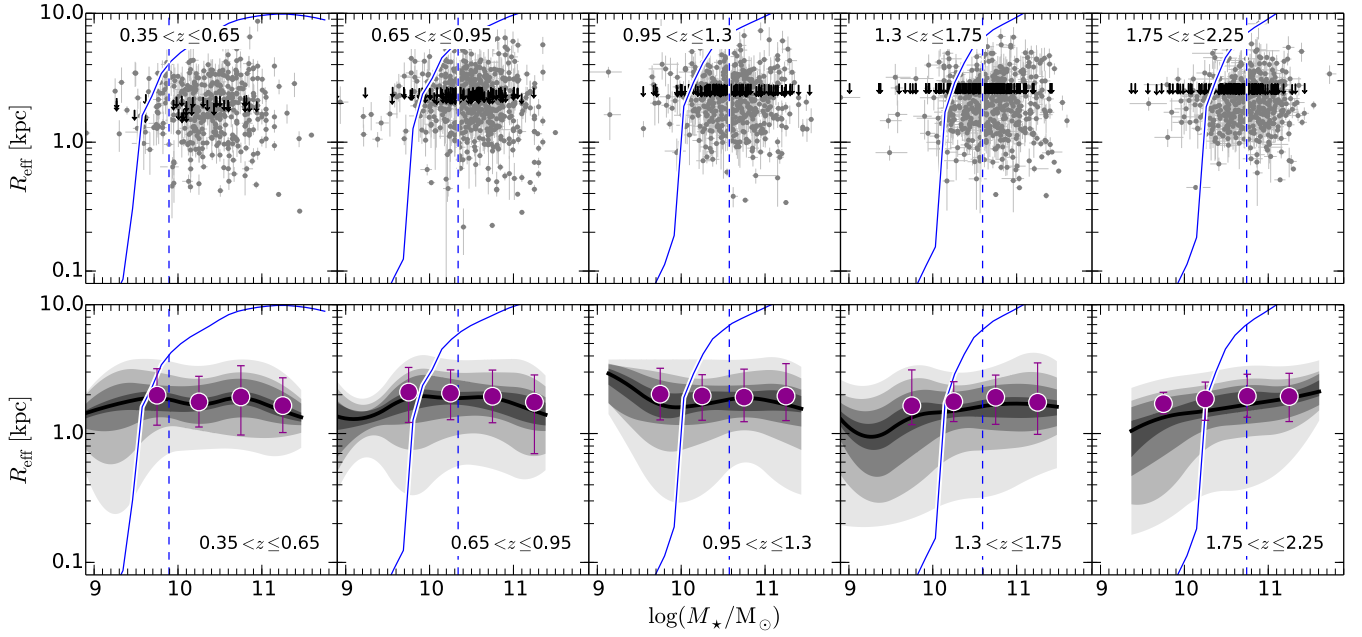 0.35 <z≤0.65
0.65 <z≤0.95
0.95 <z≤1.3
1.3 <z≤1.75
1.75 <z≤2.25
10.0
1.0
0.1
R_eff [kpc]
10.0
1.0
0.1
R_eff [kpc]
0.35 <z≤0.65
0.65 <z≤0.95
0.95 <z≤1.3
1.3 <z≤1.75
1.75 <z≤2.25
9 10 11 9 10 11 9 10 11 9 10 11 9 10 11
log(M⋆/M⊙)